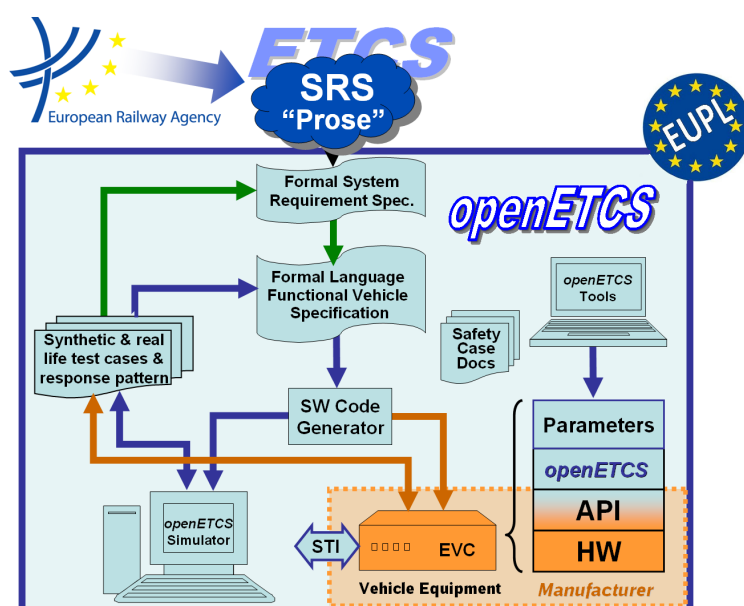 ETCS
SRS
“Prose”
European Railway Agency
EUPL
Formal System
Requirement Spec.
openETCS
Formal Language
Functional Vehicle
Specification
openETCS
Tools
Synthetic & real
life test cases &
response pattern
Safety
Case
Docs
SW Code
Generator
Parameters
openETCS
API
HW
openETCS
Simulator
STI
EVC
Vehicle Equipment
Manufacturer